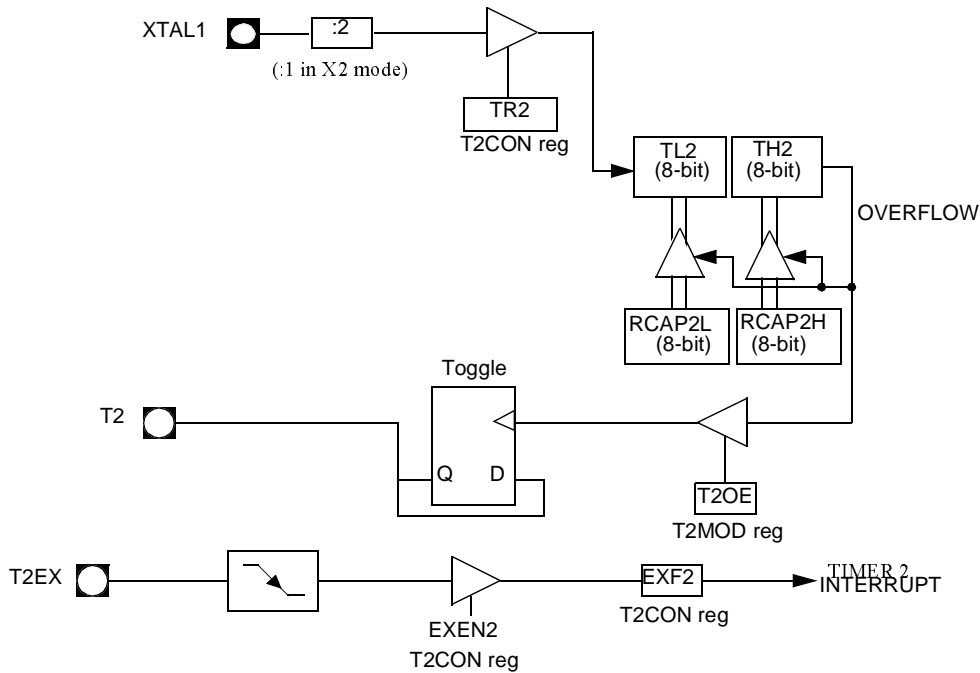 XTAL1
:2
(:1 in X2 mode)
TR2
T2CON reg
TL2
(8-bit)
TH2
(8-bit)
OVERFLOW
RCAP2L
(8-bit)
RCAP2H
(8-bit)
Toggle
T2
Q
D
T2OE
T2MOD reg
T2EX
EXEN2
T2CON reg
EXF2
T2CON reg
TIMER 2
INTERRUPT